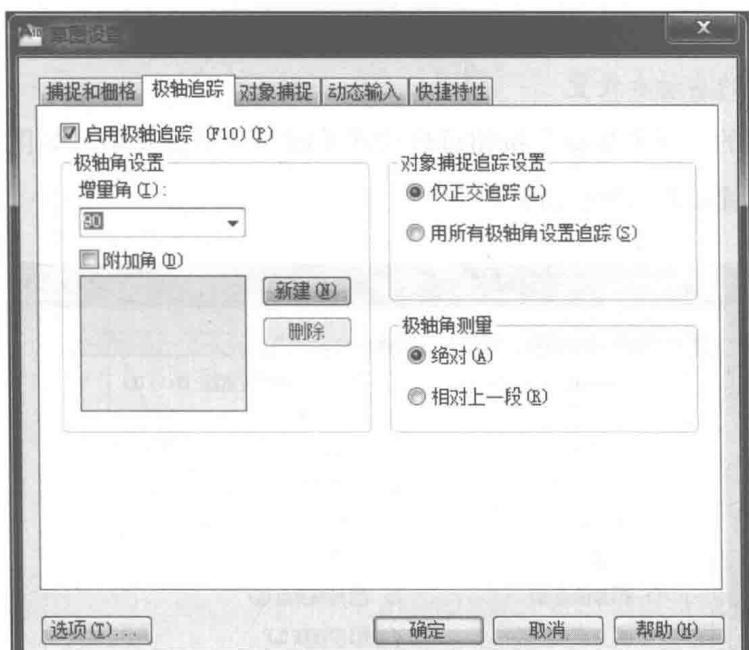 草图设置
捕捉和栅格 极轴追踪 对象捕捉 动态输入 快捷特性
启用极轴追踪 (F10)(P)
极轴角设置
增量角(I):
90
附加角(D)
新建(N)
删除
对象捕捉追踪设置
仅正交追踪(L)
用所有极轴角设置追踪(S)
极轴角测量
绝对(A)
相对上一段(R)
选项(T)... 确定 取消 帮助(H)